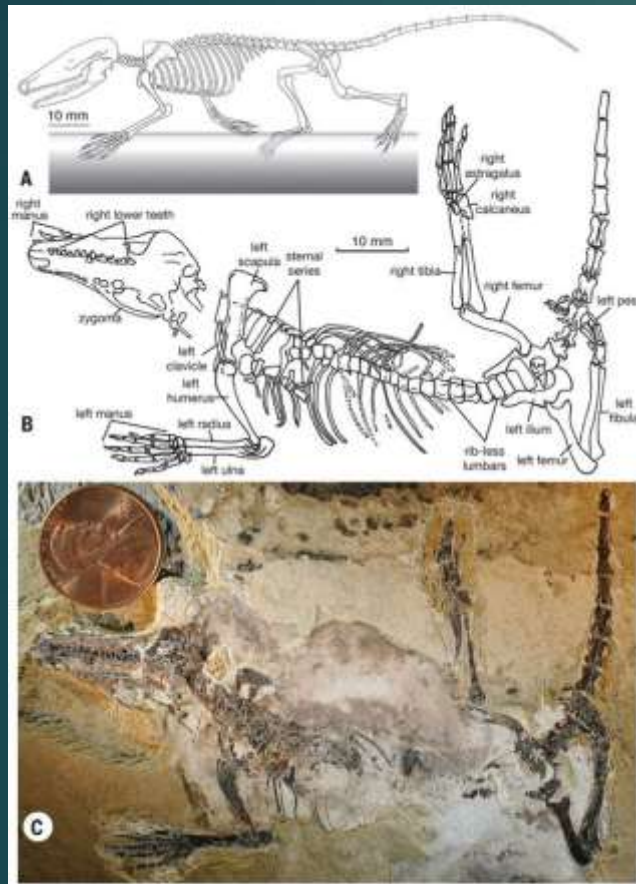 10 mm
A
right
astragalus
right
calcaneus
right
manus
right lower teeth
left
scapula
sternal
series
10 mm
right tibia
right femur
left pes
zygoma
left
clavicle
left
humerus
B
left manus
left radius
left ulna
left ilium
rib-less
lumbars
left femur
left
fibula
C